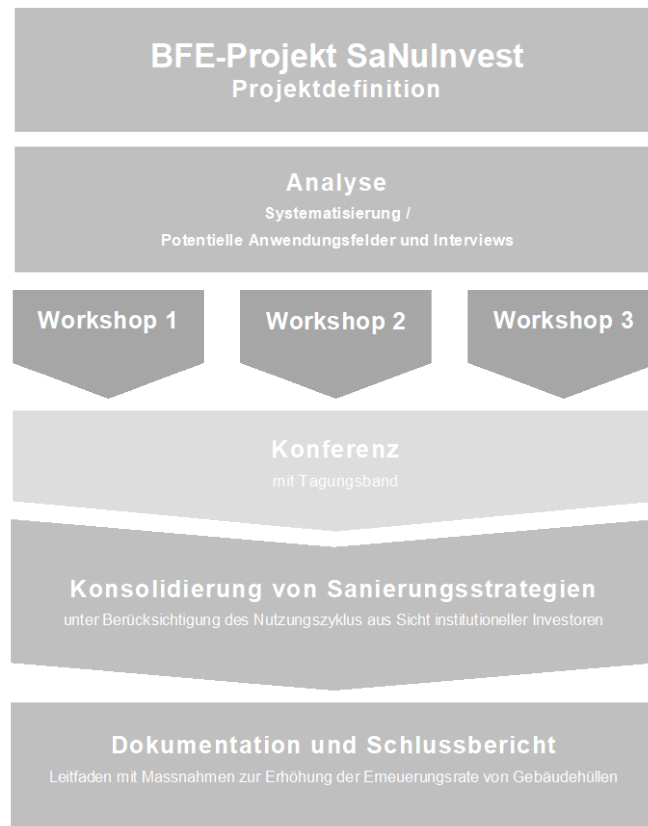 BFE-Projekt SaNuInvest
Projektdefinition
Analyse
Systematisierung /
Potentielle Anwendungsfelder und Interviews
Workshop 1
Workshop 2
Workshop 3
Konferenz
mit Tagungsband
Konsolidierung von Sanierungsstrategien
unter Berücksichtigung des Nutzungszyklus aus Sicht institutioneller Investoren
Dokumentation und Schlussbericht
Leitfaden mit Massnahmen zur Erhöhung der Erneuerungsrate von Gebäudehüllen